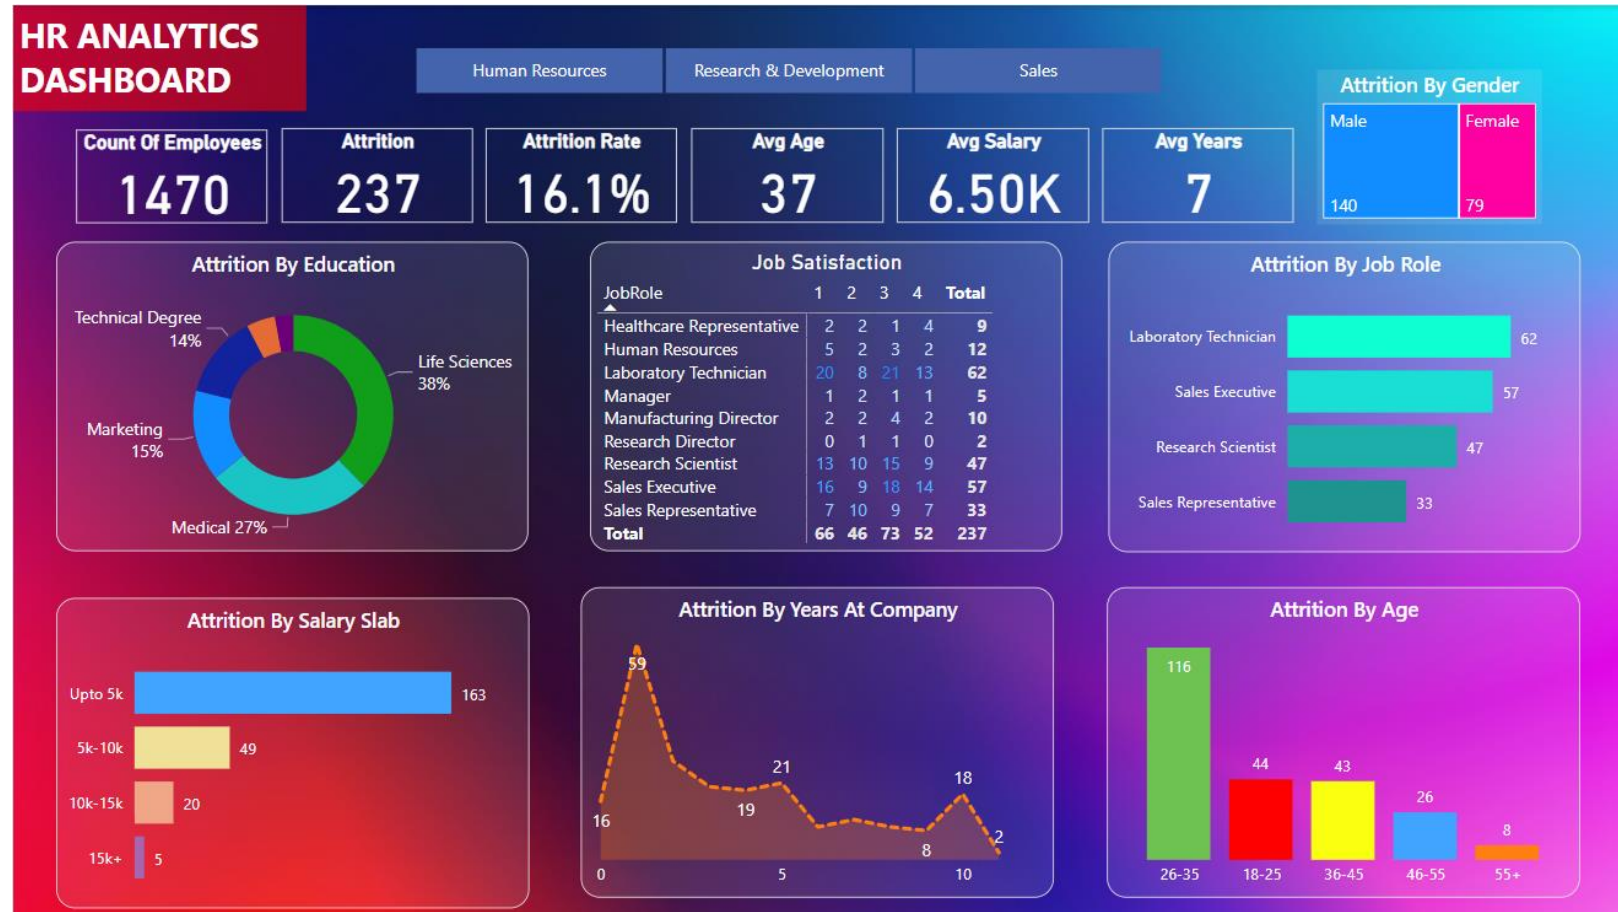 HR ANALYTICS
DASHBOARD
Human Resources
Research & Development
Sales
Attrition By Gender
Male
Female
140
79
Count Of Employees
1470
Attrition
237
Attrition Rate
16.1%
Avg Age
37
Avg Salary
6.50K
Avg Years
7
Attrition By Education
Technical Degree
14%
Life Sciences
38%
Marketing
15%
Medical 27%
Job Satisfaction
JobRole 1 2 3 4 Total
Healthcare Representative 2 2 1 4 9
Human Resources 5 2 3 2 12
Laboratory Technician 20 8 21 13 62
Manager 1 2 1 1 5
Manufacturing Director 2 2 4 2 10
Research Director 0 1 1 0 2
Research Scientist 13 10 15 9 47
Sales Executive 16 9 18 14 57
Sales Representative 7 10 9 7 33
Total 66 46 73 52 237
Attrition By Job Role
Laboratory Technician 62
Sales Executive 57
Research Scientist 47
Sales Representative 33
Attrition By Salary Slab
Upto 5k 163
5k-10k 49
10k-15k 20
15k+ 5
Attrition By Years At Company
59
21
18
19
16
2
8
0 5 10
Attrition By Age
116
44
43
26
8
26-35 18-25 36-45 46-55 55+